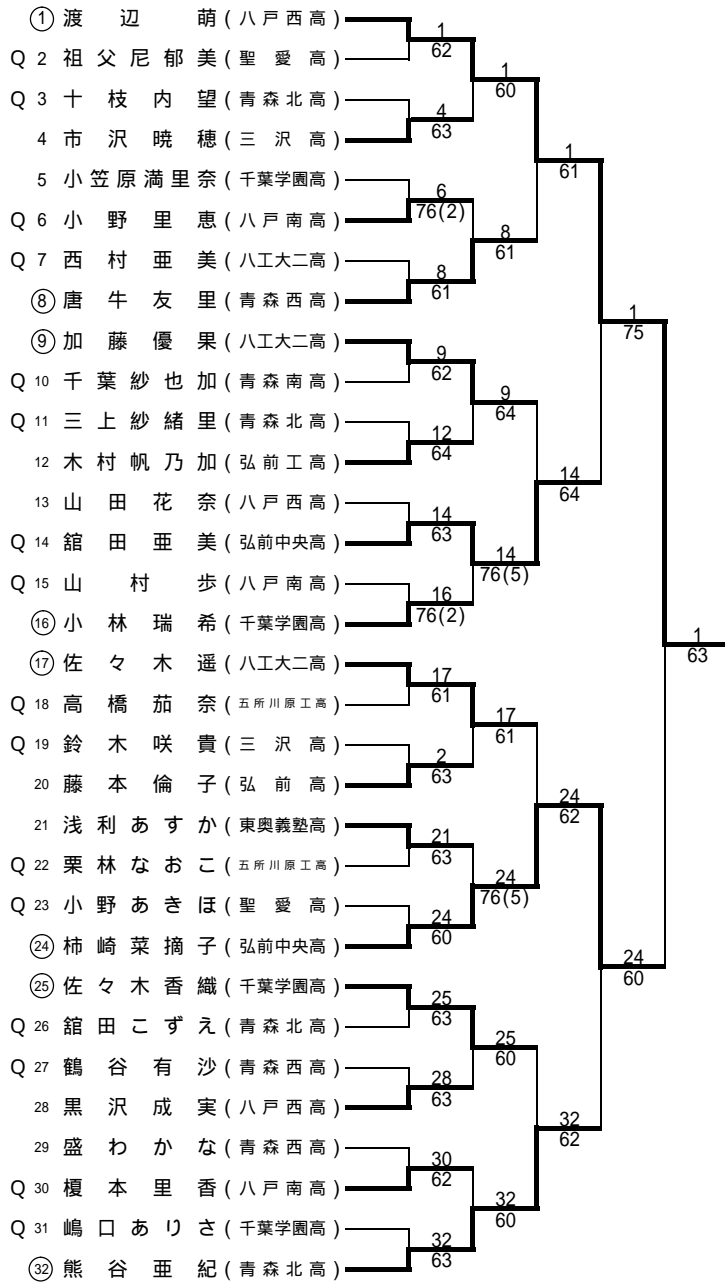 ① 渡辺萌 (八戸西高)
1
Q 2 祖父尼郁美 (聖愛高)
62
1
60
Q 3 十枝内望 (青森北高)
4
4 市沢暁穂 (三沢高)
63
1
61
5 小笠原満里奈 (千葉学園高)
6
Q 6 小野里恵 (八戸南高)
76(2)
8
61
Q 7 西村亜美 (八工大二高)
8
⑧ 唐牛友里 (青森西高)
61
1
75
⑨ 加藤優果 (八工大二高)
9
Q 10 千葉紗也加 (青森南高)
62
9
64
Q 11 三上紗緒里 (青森北高)
12
12 木村帆乃加 (弘前工高)
64
14
64
13 山田花奈 (八戸西高)
14
Q 14 舘田亜美 (弘前中央高)
63
14
76(5)
Q 15 山村歩 (八戸南高)
16
⑯ 小林瑞希 (千葉学園高)
76(2)
1
63
⑰ 佐々木遥 (八工大二高)
17
Q 18 高橋茄奈 (五所川原工高)
61
17
61
Q 19 鈴木咲貴 (三沢高)
2
20 藤本倫子 (弘前高)
63
24
62
21 浅利あすか (東奥義塾高)
21
Q 22 栗林なおこ (五所川原工高)
63
24
76(5)
Q 23 小野あきほ (聖愛高)
24
㉔ 柿崎菜摘子 (弘前中央高)
60
24
60
㉕ 佐々木香織 (千葉学園高)
25
Q 26 舘田こずえ (青森北高)
63
25
60
Q 27 鶴谷有沙 (青森西高)
28
28 黒沢成実 (八戸西高)
63
32
62
29 盛わかな (青森西高)
30
Q 30 榎本里香 (八戸南高)
62
32
60
Q 31 嶋口ありさ (千葉学園高)
32
㉜ 熊谷亜紀 (青森北高)
63